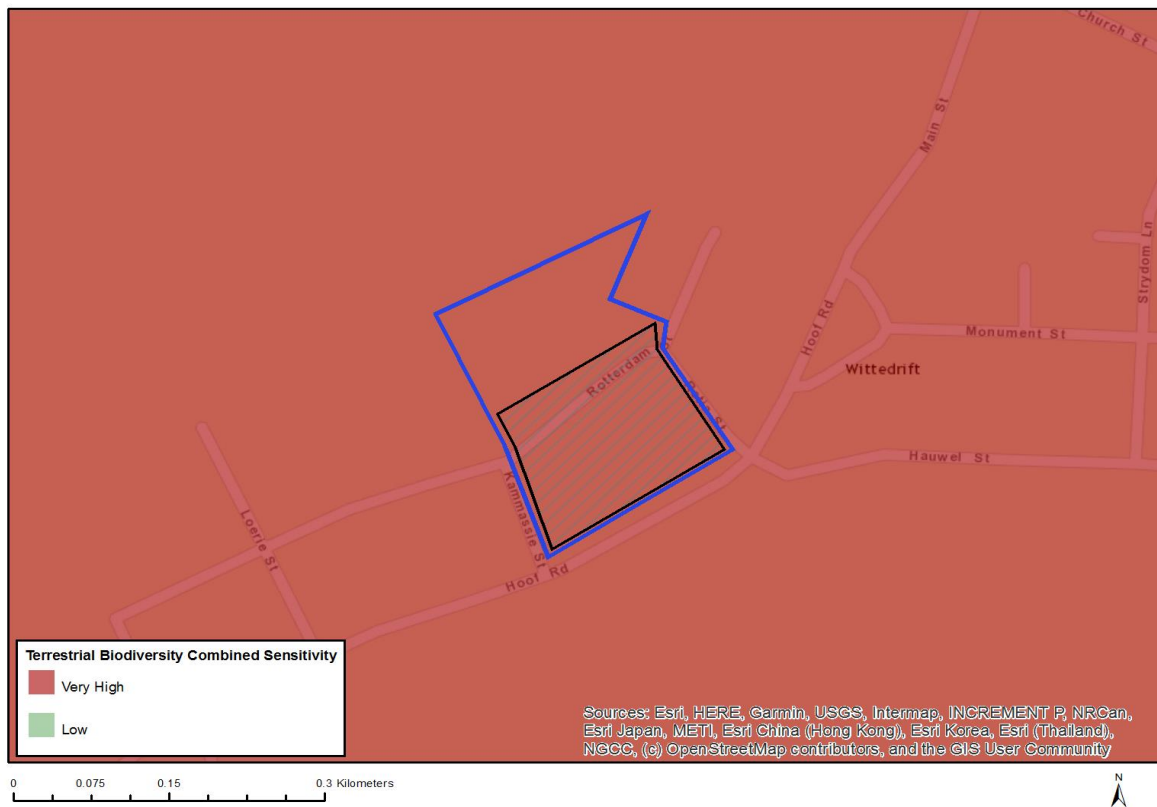 Church St
Main St
Strydom Ln
Hoof Rd
Monument St
Rotterdam St
Wittedrift
Hauwel St
Kammassie St
Loerie St
Hoof Rd
Terrestrial Biodiversity Combined Sensitivity
Very High
Low
Sources: Esri, HERE, Garmin, USGS, Intermap, INCREMENT P, NRCan,
Esri Japan, METI, Esri China (Hong Kong), Esri Korea, Esri (Thailand),
NGCC, (c) OpenStreetMap contributors, and the GIS User Community
0 0.075 0.15 0.3 Kilometers
N